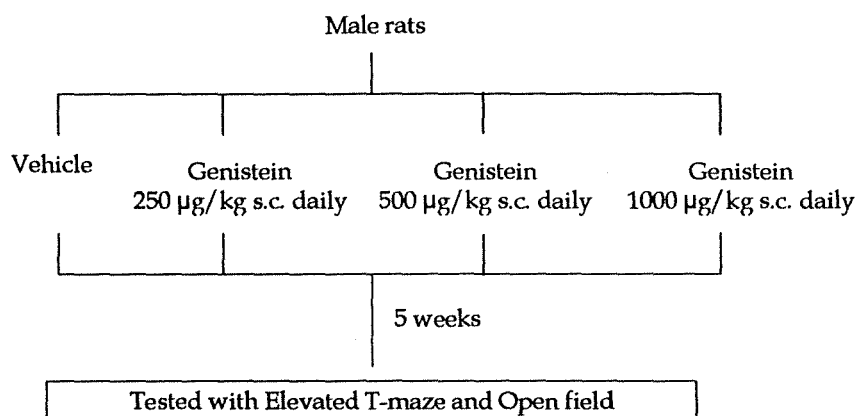 Male rats
Vehicle
Genistein
250 µg/kg s.c. daily
Genistein
500 µg/kg s.c. daily
Genistein
1000 µg/kg s.c. daily
5 weeks
Tested with Elevated T-maze and Open field